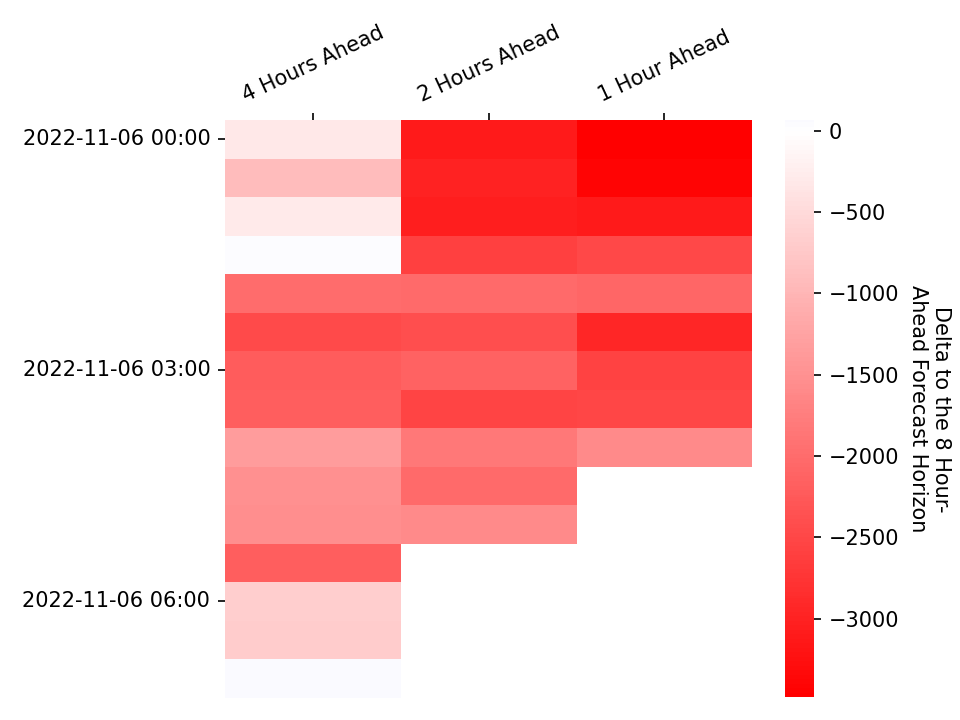 4 Hours Ahead
2 Hours Ahead
1 Hour Ahead
2022-11-06 00:00
2022-11-06 03:00
2022-11-06 06:00
0
−500
−1000
−1500
−2000
−2500
−3000
Delta to the 8 Hour-
Ahead Forecast Horizon